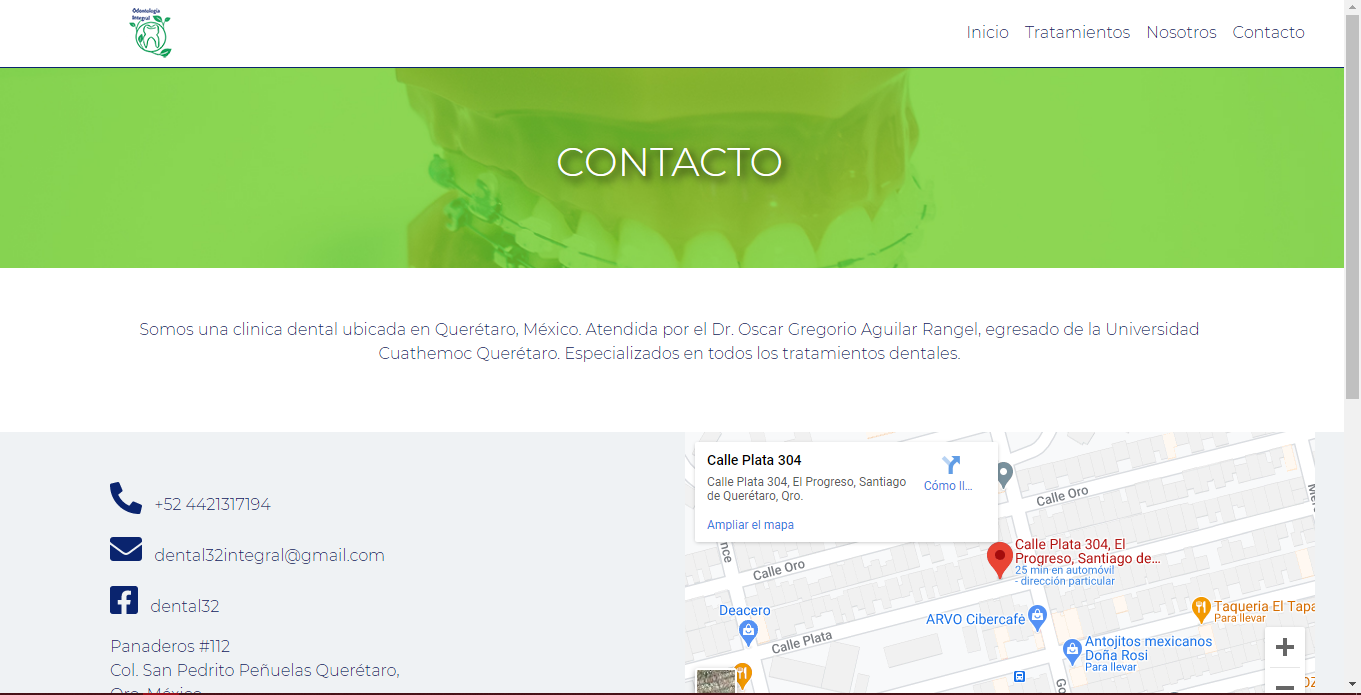 Odontología
Integral
Inicio Tratamientos Nosotros Contacto
CONTACTO
Somos una clinica dental ubicada en Querétaro, México. Atendida por el Dr. Oscar Gregorio Aguilar Rangel, egresado de la Universidad
Cuathemoc Querétaro. Especializados en todos los tratamientos dentales.
+52 4421317194
dental32integral@gmail.com
dental32
Panaderos #112
Col. San Pedrito Peñuelas Querétaro,
Qro. México
Calle Plata 304
Calle Plata 304, El Progreso, Santiago
de Querétaro, Qro.
Cómo ll...
Ampliar el mapa
Calle Oro
Calle Plata 304, El
Progreso, Santiago de...
25 min en automóvil
- dirección particular
Calle Oro
Deacero
Calle Plata
ARVO Cibercafé
Taqueria El Tapa
Para llevar
Antojitos mexicanos
Doña Rosi
Para llevar